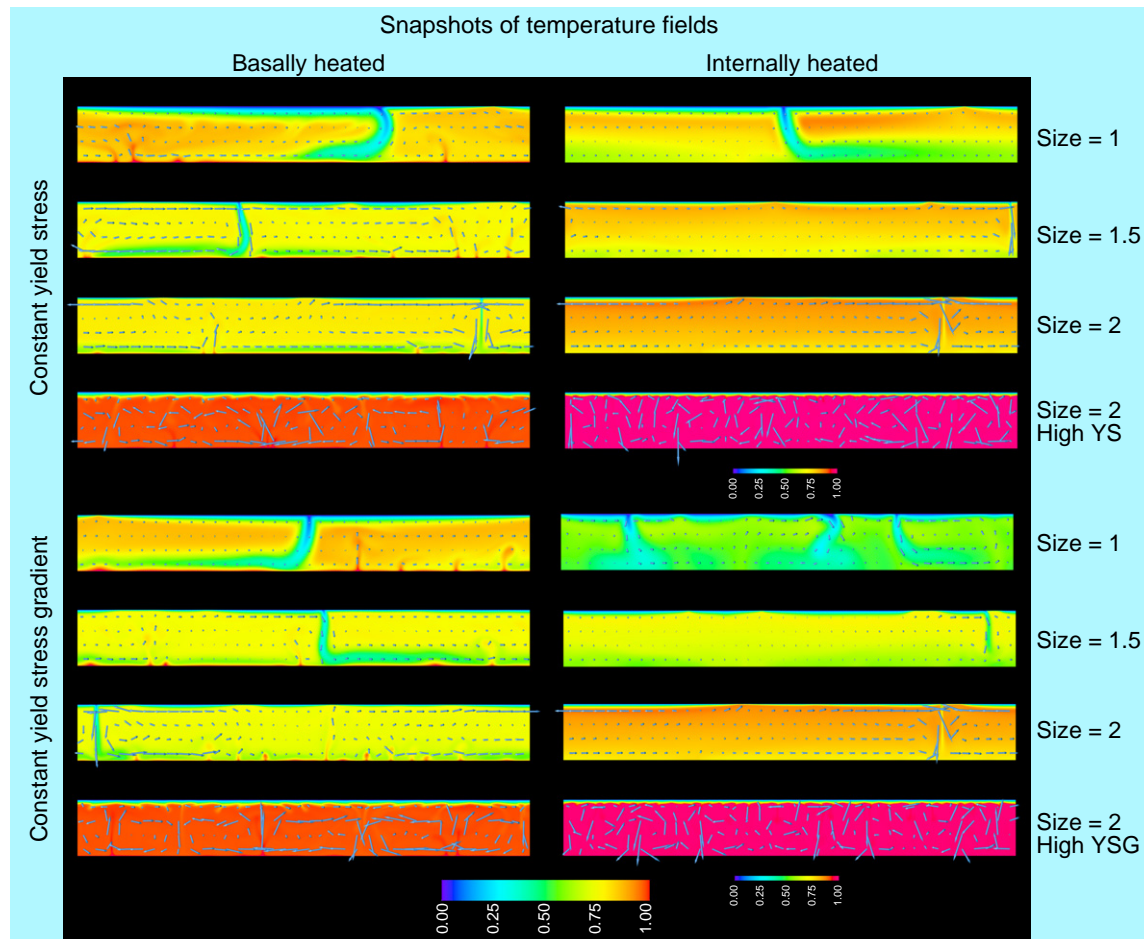 Snapshots of temperature fields
Basally heated
Internally heated
Constant yield stress
Size = 1
Size = 1.5
Size = 2
Size = 2
High YS
0.00
0.25
0.50
0.75
1.00
Constant yield stress gradient
Size = 1
Size = 1.5
Size = 2
Size = 2
High YSG
0.00
0.25
0.50
0.75
1.00
0.00
0.25
0.50
0.75
1.00